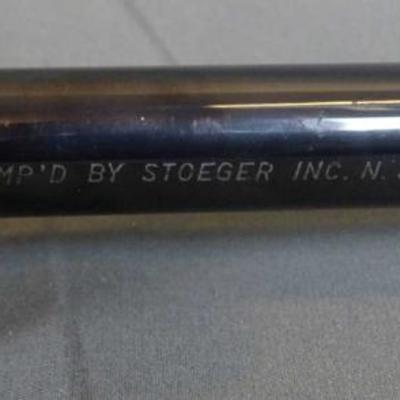 MP'D BY STOEGER INC. N.